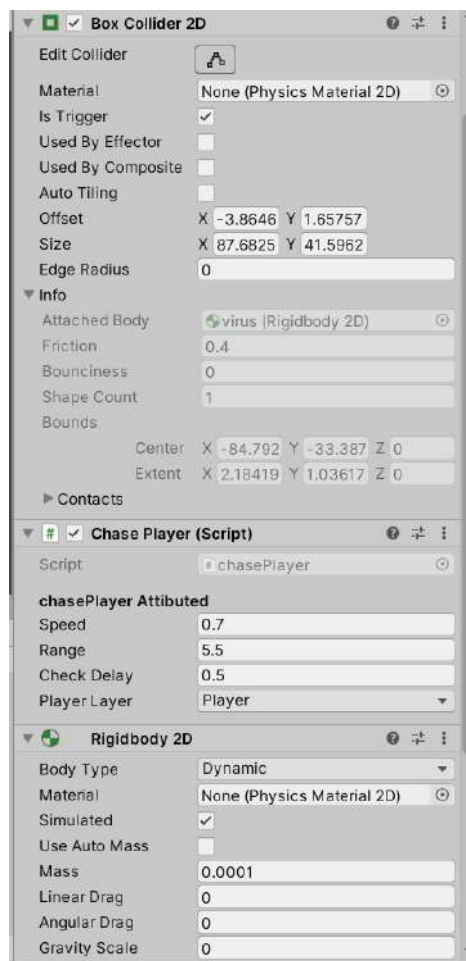 Box Collider 2D
Edit Collider
Material None (Physics Material 2D)
Is Trigger
Used By Effector
Used By Composite
Auto Tiling
Offset X -3.8646 Y 1.65757
Size X 87.6825 Y 41.5962
Edge Radius 0
Info
Attached Body virus (Rigidbody 2D)
Friction 0.4
Bounciness 0
Shape Count 1
Bounds
Center X -84.792 Y -33.387 Z 0
Extent X 2.18419 Y 1.03617 Z 0
Contacts
# Chase Player (Script)
Script # chasePlayer
chasePlayer Attibuted
Speed 0.7
Range 5.5
Check Delay 0.5
Player Layer Player
Rigidbody 2D
Body Type Dynamic
Material None (Physics Material 2D)
Simulated
Use Auto Mass
Mass 0.0001
Linear Drag 0
Angular Drag 0
Gravity Scale 0